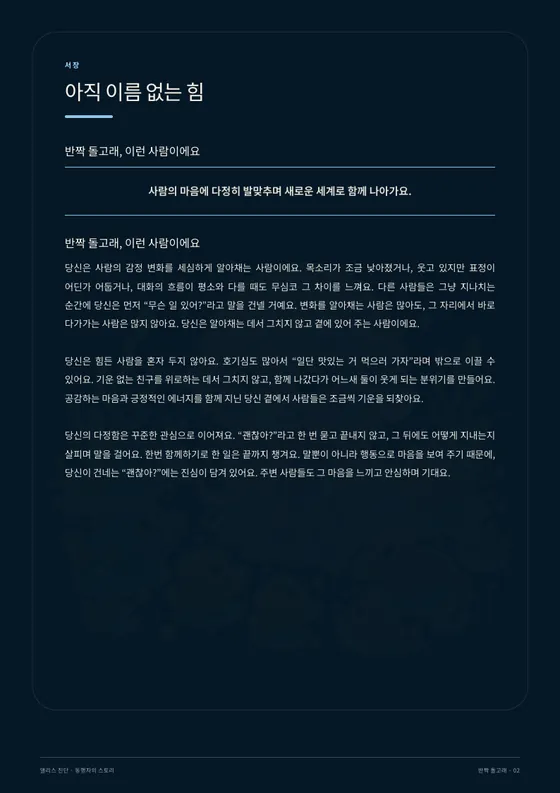 서장
아직 이름 없는 힘
반짝 돌고래, 이런 사람이에요
사람의 마음에 다정히 발맞추며 새로운 세계로 함께 나아가요.
반짝 돌고래, 이런 사람이에요
당신은 사람의 감정 변화를 세심하게 알아채는 사람이에요. 목소리가 조금 낮아졌거나, 웃고 있지만 표정이
어딘가 어둡거나, 대화의 흐름이 평소와 다를 때도 무심코 그 차이를 느껴요. 다른 사람들은 그냥 지나치는
순간에 당신은 먼저 “무슨 일 있어?”라고 말을 건넬 거예요. 변화를 알아채는 사람은 많아도, 그 자리에서 바로
다가가는 사람은 많지 않아요. 당신은 알아채는 데서 그치지 않고 곁에 있어 주는 사람이에요.
당신은 힘든 사람을 혼자 두지 않아요. 호기심도 많아서 “일단 맛있는 거 먹으러 가자”라며 밖으로 이끌 수
있어요. 기운 없는 친구를 위로하는 데서 그치지 않고, 함께 나갔다가 어느새 둘이 웃게 되는 분위기를 만들어요.
공감하는 마음과 긍정적인 에너지를 함께 지닌 당신 곁에서 사람들은 조금씩 기운을 되찾아요.
당신의 다정함은 꾸준한 관심으로 이어져요. “괜찮아?”라고 한 번 묻고 끝내지 않고, 그 뒤에도 어떻게 지내는지
살피며 말을 걸어요. 한번 함께하기로 한 일은 끝까지 챙겨요. 말뿐이 아니라 행동으로 마음을 보여 주기 때문에,
당신이 건네는 “괜찮아?”에는 진심이 담겨 있어요. 주변 사람들도 그 마음을 느끼고 안심하며 기대요.
앨리스 진단 · 동현차의 스토리
반짝 돌고래 · 02